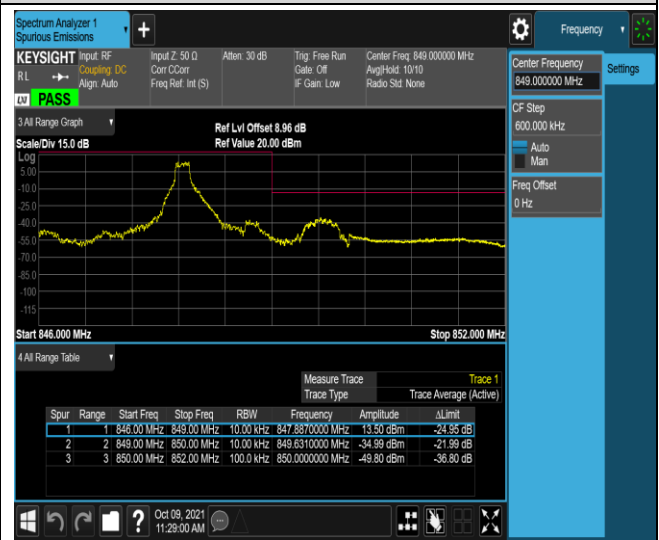 Spectrum Analyzer 1
Spurious Emissions
+
Frequency
KEYSIGHT Input: RF Input Z: 50 Ω Atten: 30 dB Trig: Free Run Center Freq: 849.000000 MHz
RL Coupling: DC Corr CCorr Gate: Off Avg|Hold: 10/10
Align: Auto Freq Ref: Int (S) IF Gain: Low Radio Std: None
LXI PASS
Center Frequency
849.000000 MHz
Settings
CF Step
600.000 kHz
Auto
Man
Freq Offset
0 Hz
3 All Range Graph
Ref Lvl Offset 8.96 dB
Scale/Div 15.0 dB Ref Value 20.00 dBm
Log
5.00
-10.0
-25.0
-40.0
-55.0
-70.0
-85.0
-100
-115
Start 846.000 MHz Stop 852.000 MHz
4 All Range Table
Measure Trace Trace 1
Trace Type Trace Average (Active)
Spur Range Start Freq Stop Freq RBW Frequency Amplitude ΔLimit
1 1 846.00 MHz 849.00 MHz 10.00 kHz 847.8870000 MHz 13.50 dBm -24.95 dB
2 2 849.00 MHz 850.00 MHz 10.00 kHz 849.6310000 MHz -34.99 dBm -21.99 dB
3 3 850.00 MHz 852.00 MHz 100.0 kHz 850.0000000 MHz -49.80 dBm -36.80 dB
? Oct 09, 2021
11:29:00 AM